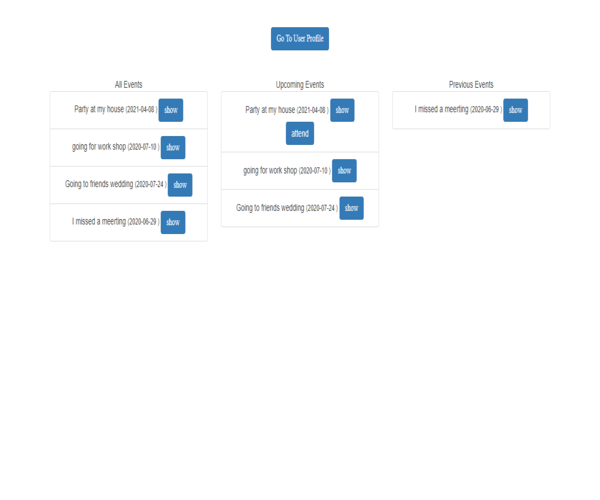 Go To User Profile
All Events
Party at my house (2021-04-08 ) show
going for work shop (2020-07-10 ) show
Going to friends wedding (2020-07-24 ) show
I missed a meerting (2020-06-29 ) show
Upcoming Events
Party at my house (2021-04-08 ) show
attend
going for work shop (2020-07-10 ) show
Going to friends wedding (2020-07-24 ) show
Previous Events
I missed a meerting (2020-06-29 ) show